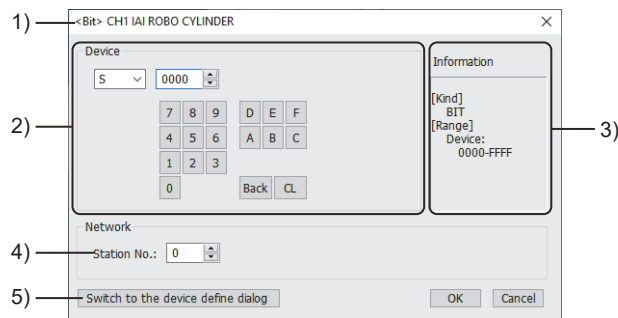 1)
<Bit> CH1 IAI ROBO CYLINDER
2)
Device
S 0000
7 8 9 D E F
4 5 6 A B C
1 2 3
0 Back CL
3)
Information
[Kind]
BIT
[Range]
Device:
0000-FFFF
4)
Network
Station No.: 0
5)
Switch to the device define dialog
OK Cancel